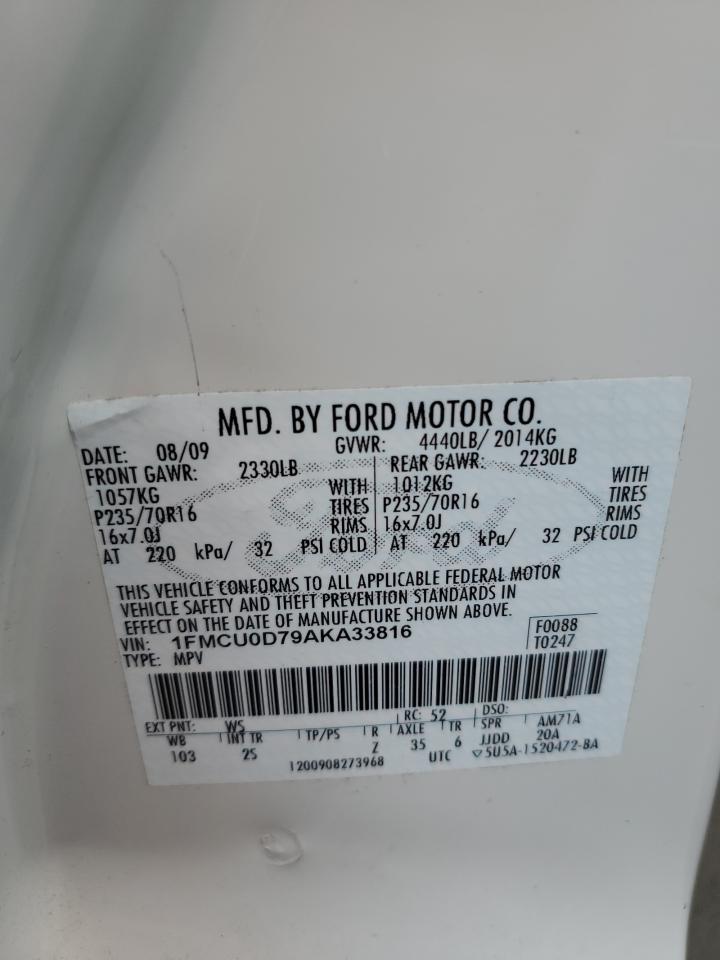 MFD. BY FORD MOTOR CO.
DATE: 08/09 GVWR: 4440LB/ 2014KG
FRONT GAWR: 2330LB REAR GAWR: 2230LB
1057KG WITH 1012KG WITH
P235/70R16 TIRES P235/70R16 TIRES
16x7.0J RIMS 16x7.0J RIMS
AT 220 kPa/ 32 PSI COLD AT 220 kPa/ 32 PSI COLD
THIS VEHICLE CONFORMS TO ALL APPLICABLE FEDERAL MOTOR
VEHICLE SAFETY AND THEFT PREVENTION STANDARDS IN
EFFECT ON THE DATE OF MANUFACTURE SHOWN ABOVE.
VIN: 1FMCU0D79AKA33816 F0088
TYPE: MPV T0247
EXT PNT: WS RC: 52 DSO:
WB INT TR TP/PS R AXLE TR SPR AM71A
103 2S Z 35 6 JJDD 20A
1200908273968 UTC ▽5U5A-1520472-BA
Ford